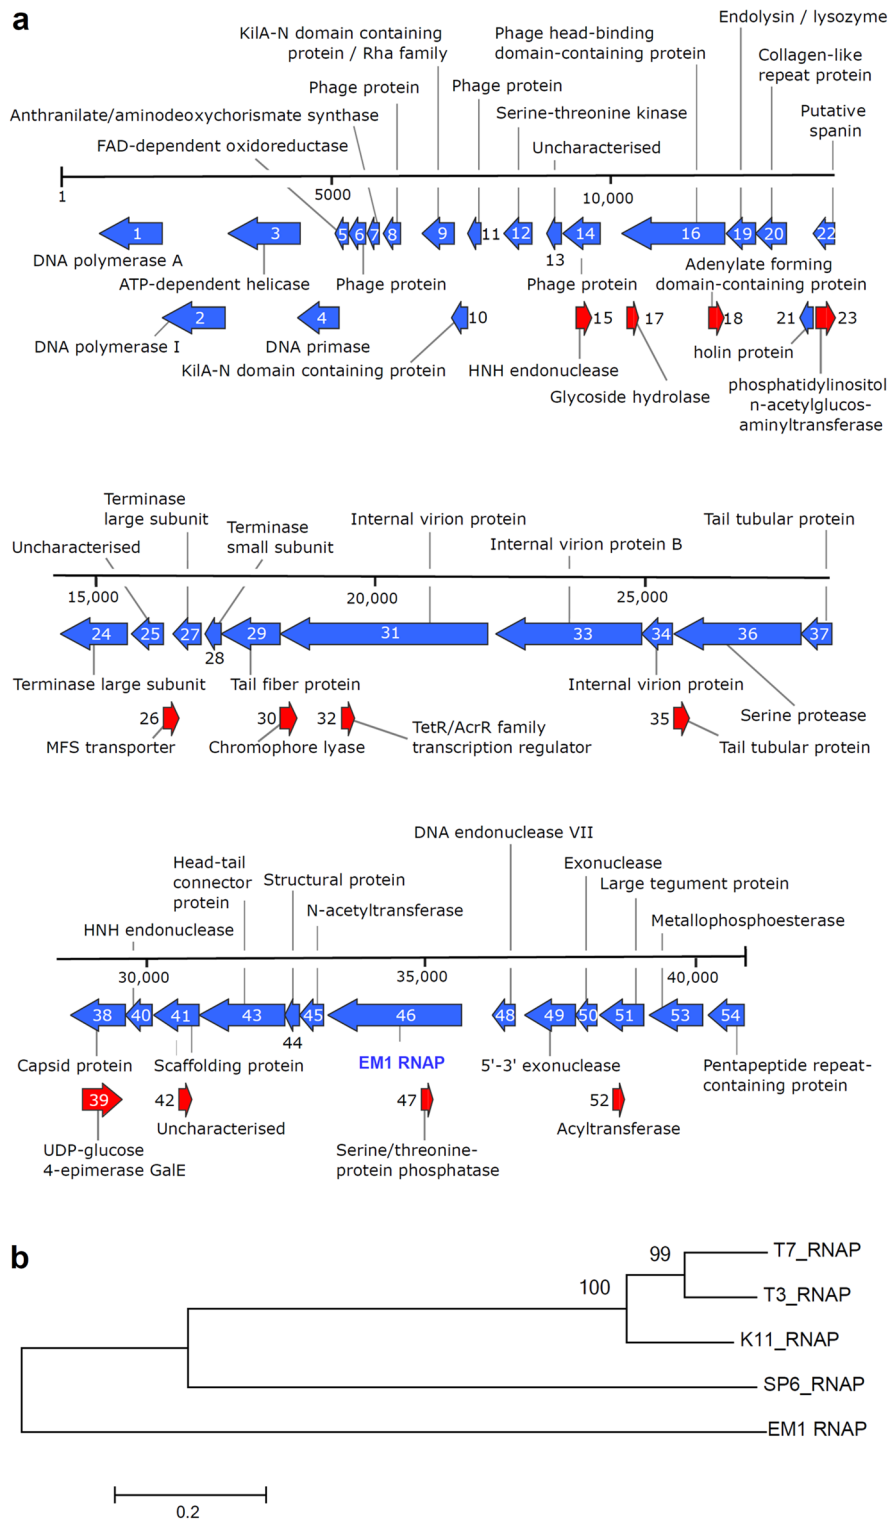 a
KilA-N domain containing
protein / Rha family
Phage head-binding
domain-containing protein
Endolysin / lysozyme
Collagen-like
repeat protein
Phage protein
Phage protein
Anthranilate/aminodeoxychorismate synthase
Serine-threonine kinase
Putative
spanin
FAD-dependent oxidoreductase
Uncharacterised
1
5000
10,000
1
3
5
6
7
8
9
11
12
13
14
16
19
20
22
DNA polymerase A
ATP-dependent helicase
Phage protein
Phage protein
Adenylate forming
domain-containing protein
2
4
10
15
17
18
21
23
DNA polymerase I
DNA primase
KilA-N domain containing protein
HNH endonuclease
Glycoside hydrolase
holin protein
phosphatidylinositol
n-acetylglucos-
aminyltransferase
Terminase
large subunit
Uncharacterised
Terminase
small subunit
Internal virion protein
Internal virion protein B
Tail tubular protein
15,000
20,000
25,000
24
25
27
28
29
31
33
34
36
37
Terminase large subunit
Tail fiber protein
Internal virion protein
Serine protease
26
30
32
35
MFS transporter
Chromophore lyase
TetR/AcrR family
transcription regulator
Tail tubular protein
DNA endonuclease VII
Head-tail
connector
protein
Structural protein
Exonuclease
Large tegument protein
N-acetyltransferase
Metallophosphoesterase
HNH endonuclease
30,000
35,000
40,000
38
40
41
43
44
45
46
48
49
50
51
53
54
Capsid protein
Scaffolding protein
EM1 RNAP
5'-3' exonuclease
Pentapeptide repeat-
containing protein
39
42
47
52
Uncharacterised
Acyltransferase
UDP-glucose
4-epimerase GalE
Serine/threonine-
protein phosphatase
b
99
T7_RNAP
100
T3_RNAP
K11_RNAP
SP6_RNAP
EM1 RNAP
0.2